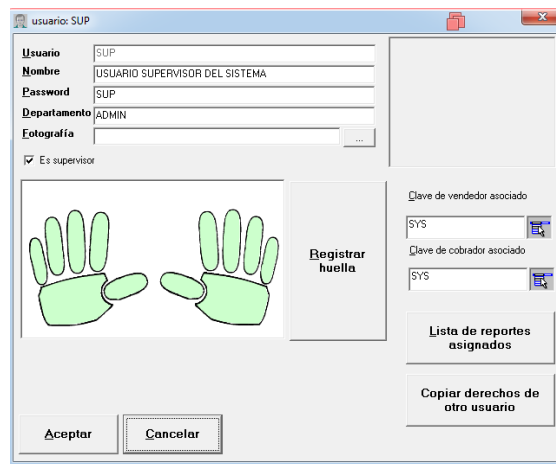 usuario: SUP
Usuario SUP
Nombre USUARIO SUPERVISOR DEL SISTEMA
Password SUP
Departamento ADMIN
Fotografía ...
Es supervisor
Registrar
huella
Clave de vendedor asociado
SYS
Clave de cobrador asociado
SYS
Lista de reportes
asignados
Copiar derechos de
otro usuario
Aceptar Cancelar